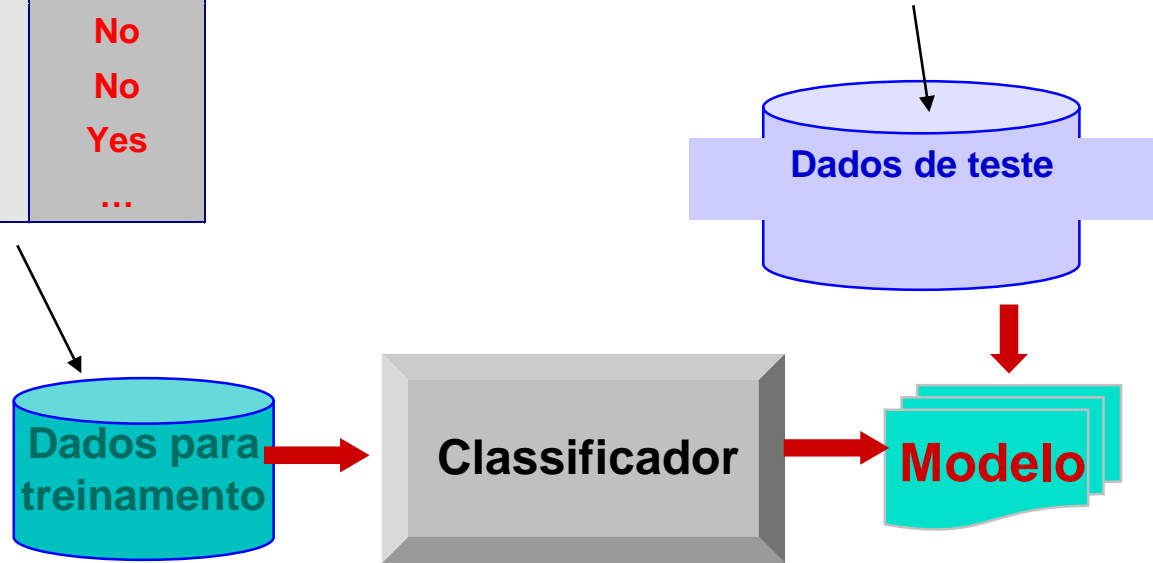 No
No
Yes
…
Dados de teste
Dados para
treinamento
Classificador
Modelo